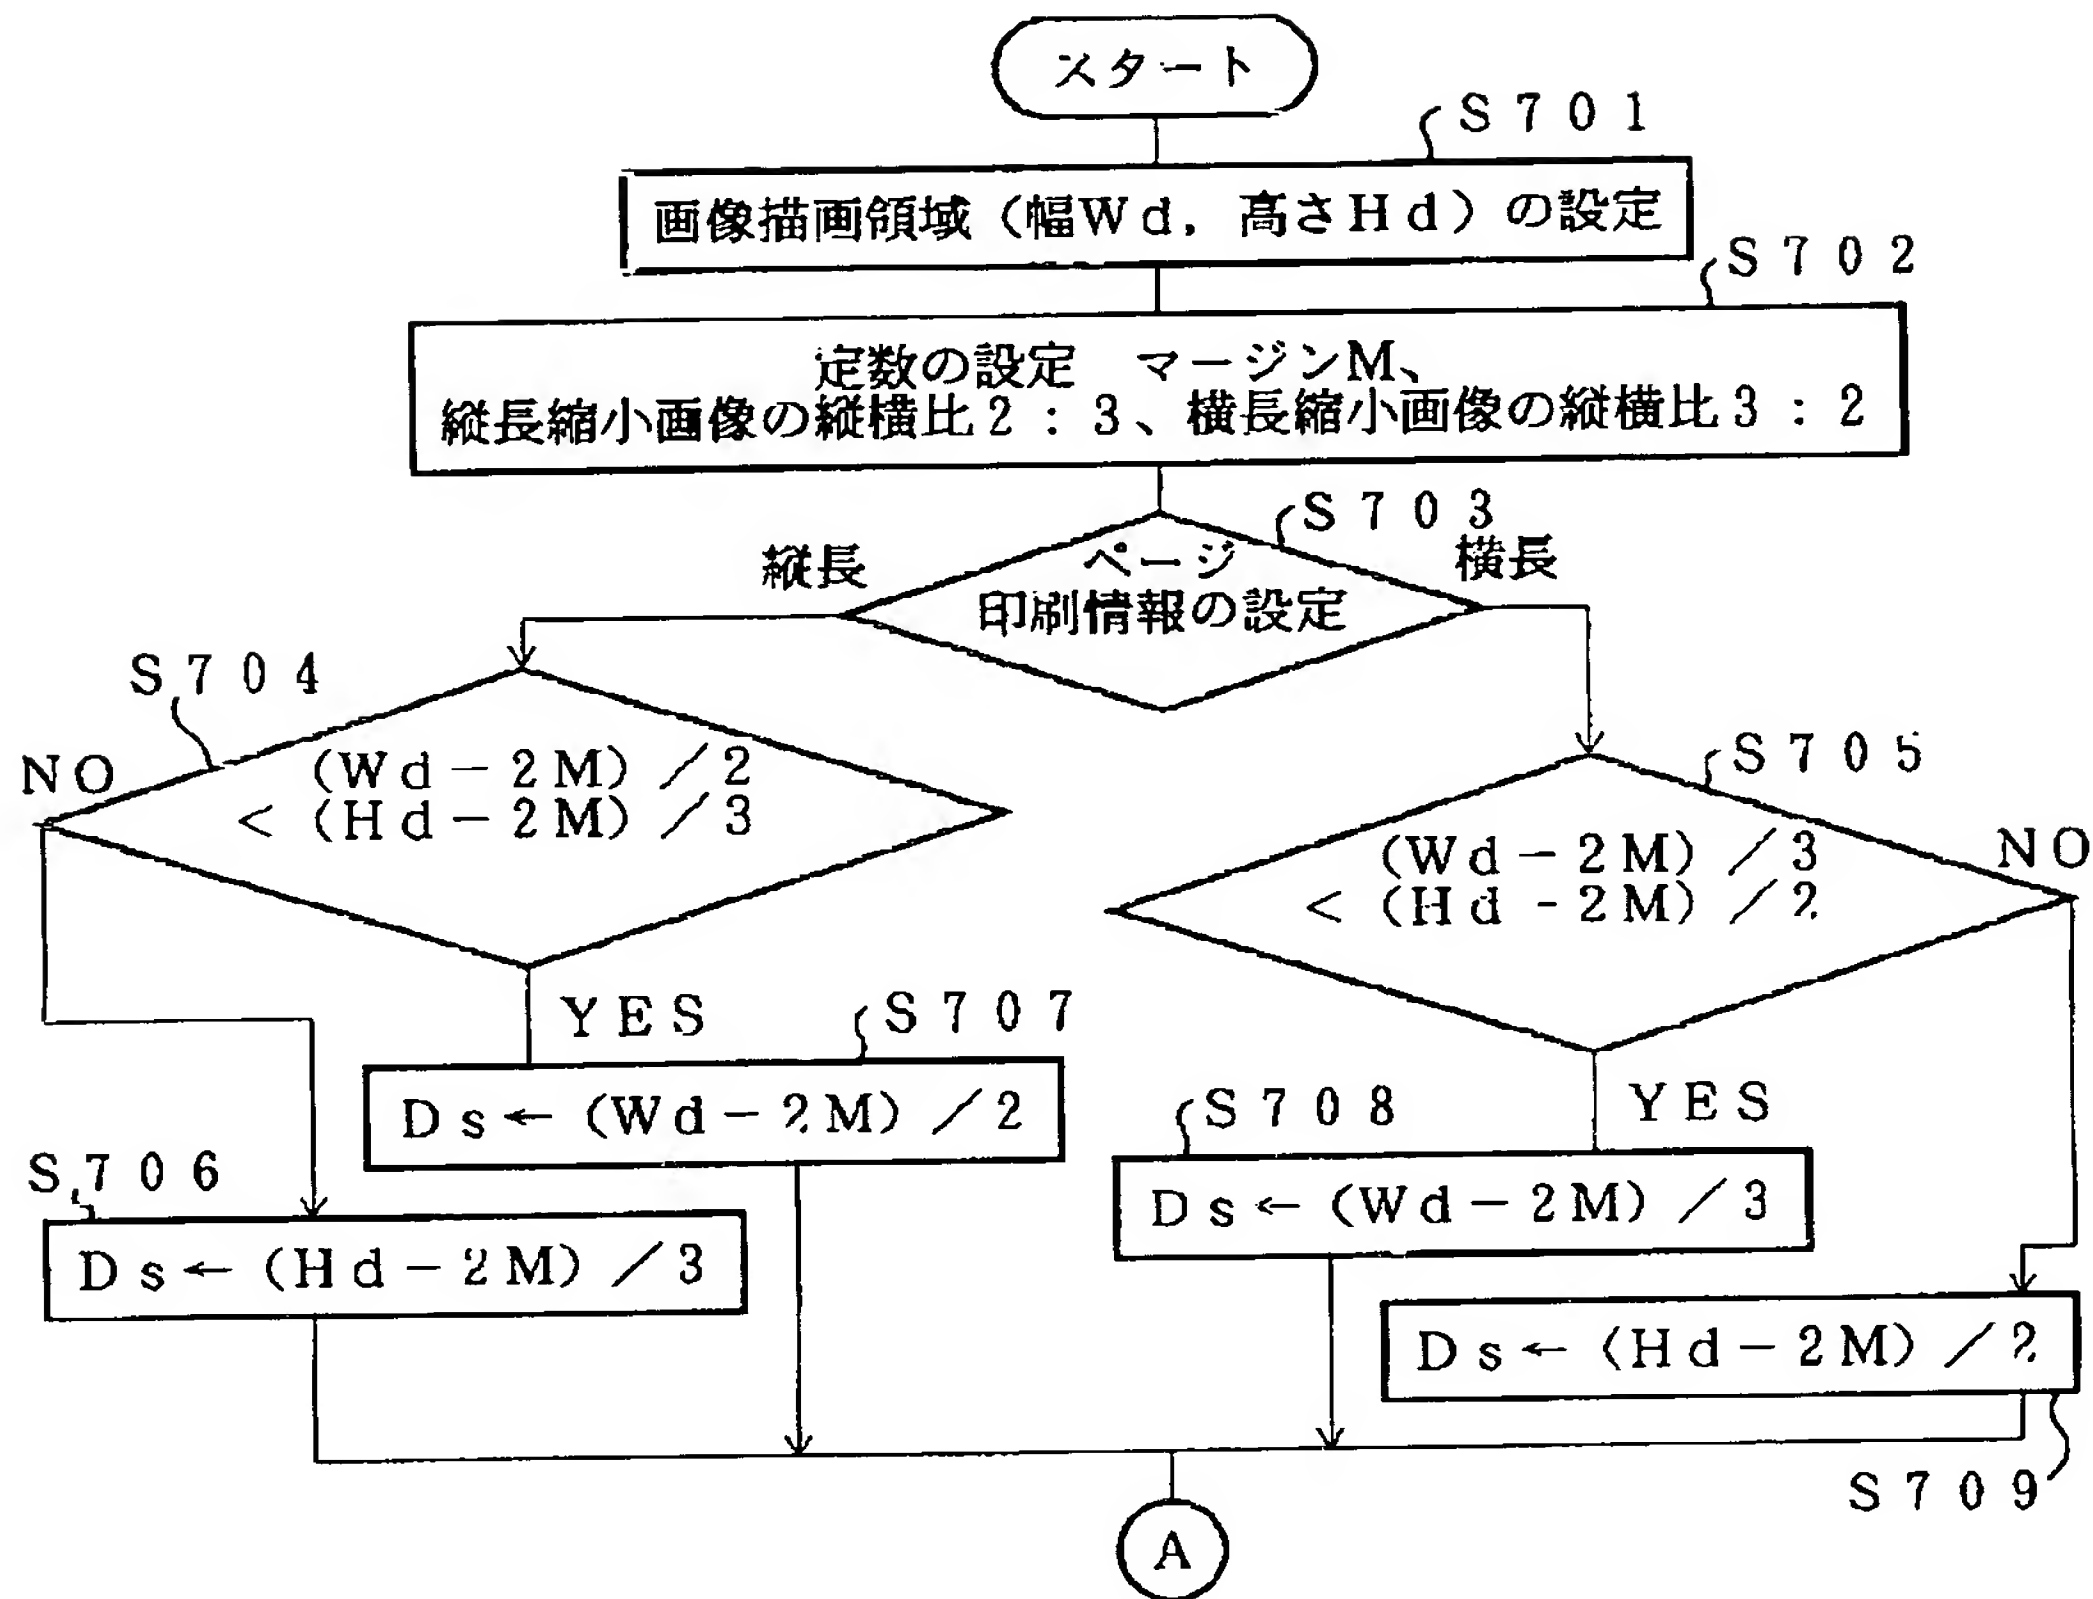 スタート
S701
画像描画領域(幅Wd,高さHd)の設定
S702
定数の設定 マージンM、
縦長縮小画像の縦横比2:3、横長縮小画像の縦横比3:2
S703
縦長
ページ
印刷情報の設定
横長
S704
NO
(Wd-2M)/2
<(Hd-2M)/3
YES
S705
NO
(Wd-2M)/3
<(Hd-2M)/2
YES
S707
Ds←(Wd-2M)/2
S706
Ds←(Hd-2M)/3
S708
Ds←(Wd-2M)/3
Ds←(Hd-2M)/2
S709
A